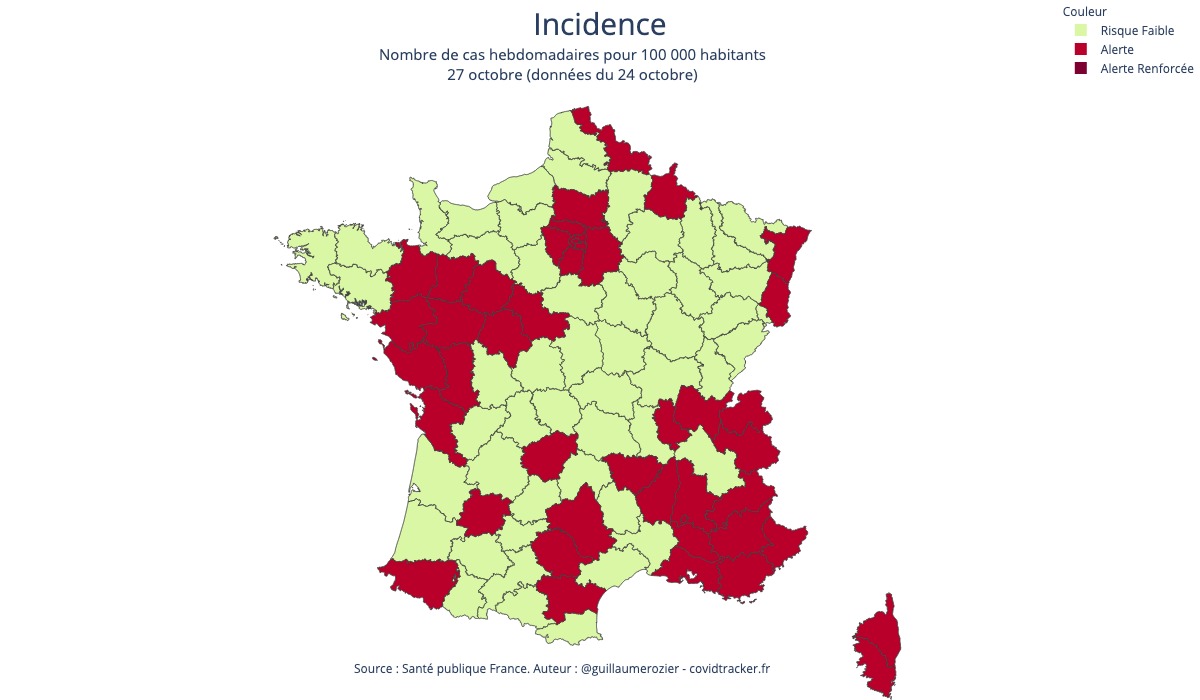 Incidence
Nombre de cas hebdomadaires pour 100 000 habitants
27 octobre (données du 24 octobre)
Couleur
Risque Faible
Alerte
Alerte Renforcée
Source : Santé publique France. Auteur : @guillaumerozier - covidtracker.fr